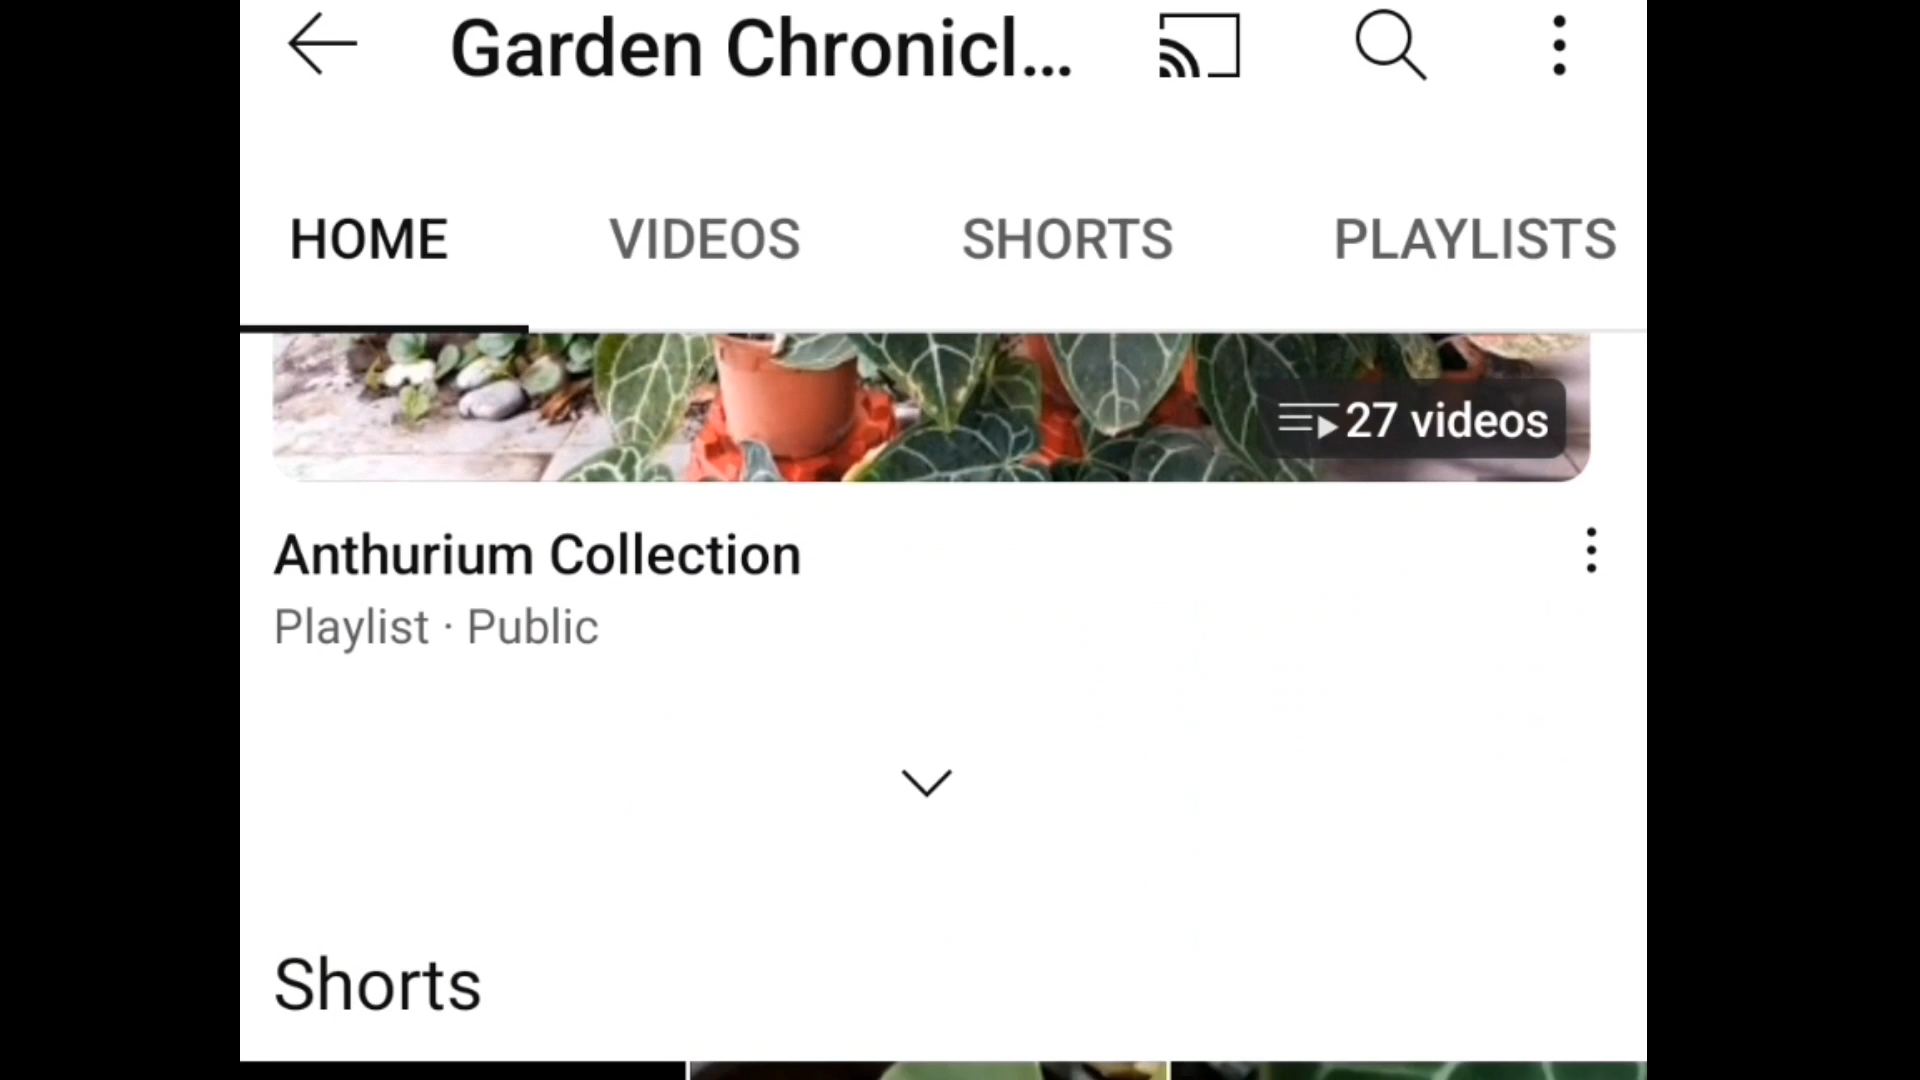 Garden Chronicl...
HOME VIDEOS SHORTS PLAYLISTS
27 videos
Anthurium Collection
Playlist · Public
Shorts